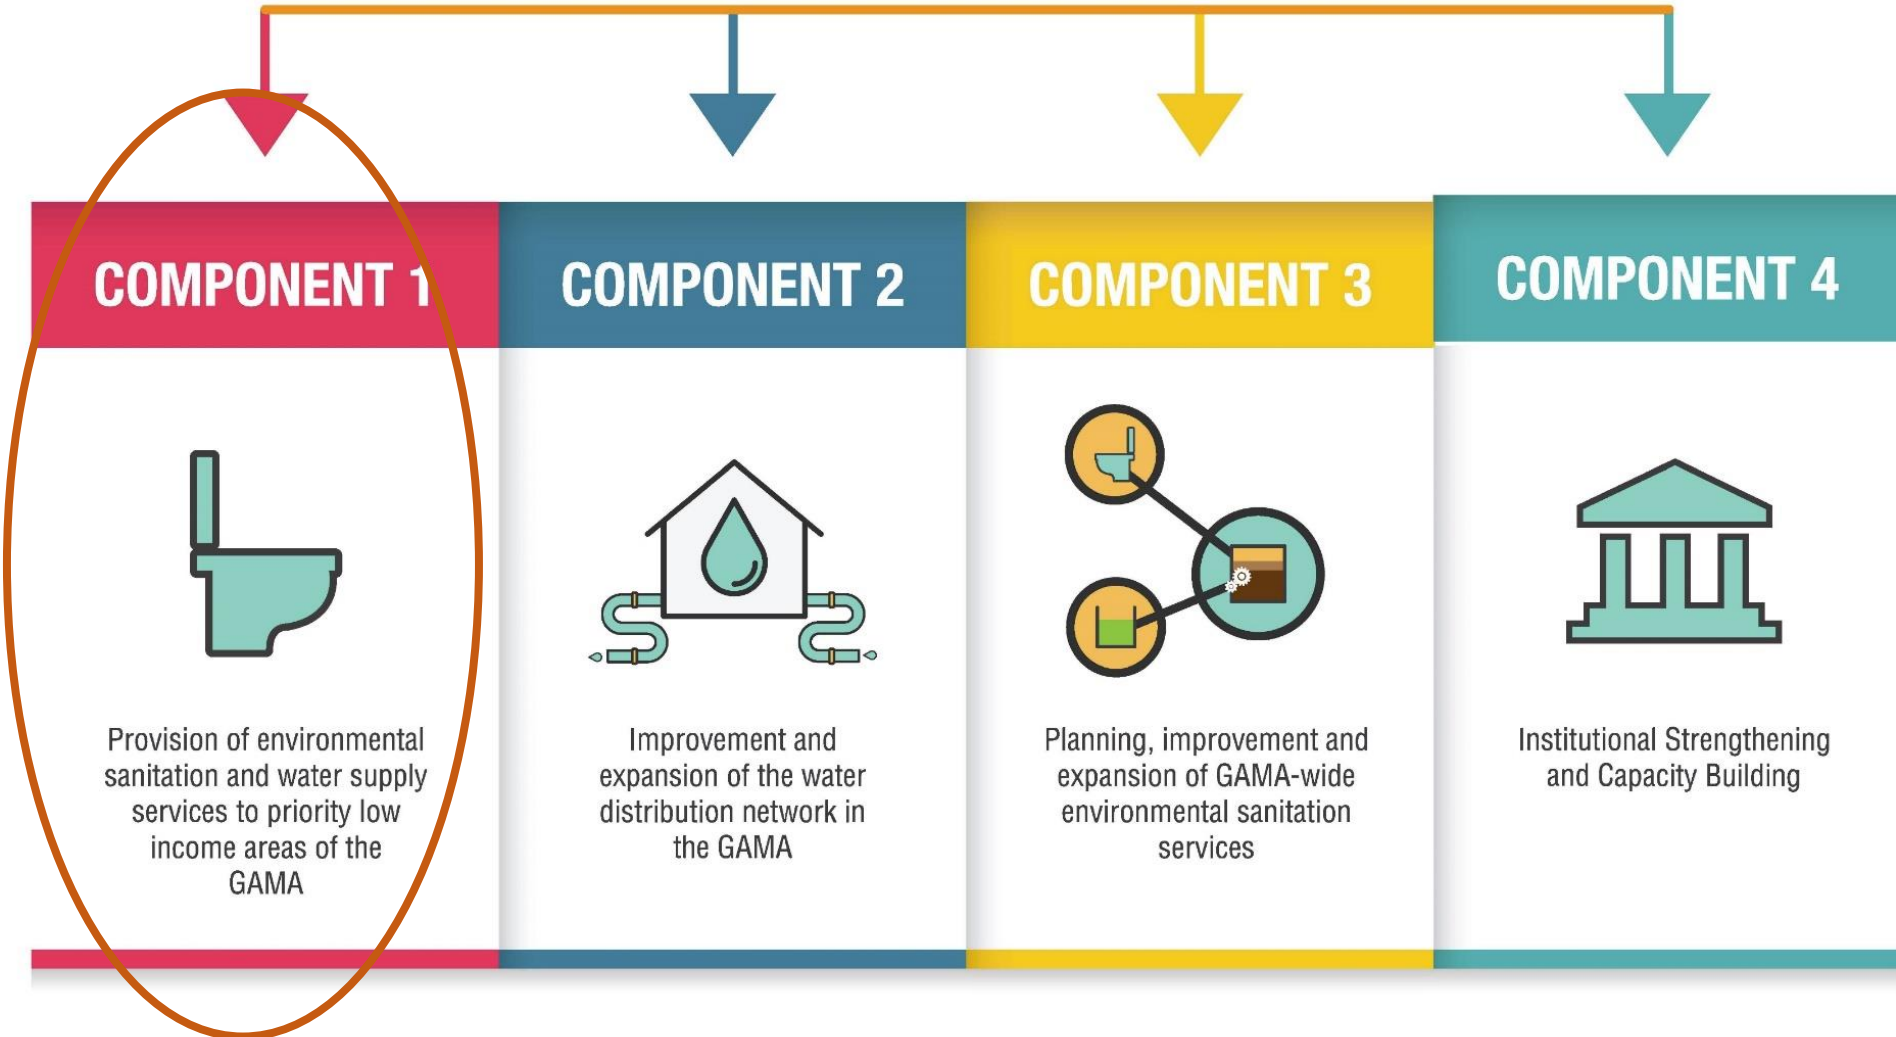 COMPONENT 1
Provision of environmental
sanitation and water supply
services to priority low
income areas of the
GAMA
COMPONENT 2
Improvement and
expansion of the water
distribution network in
the GAMA
COMPONENT 3
Planning, improvement and
expansion of GAMA-wide
environmental sanitation
services
COMPONENT 4
Institutional Strengthening
and Capacity Building